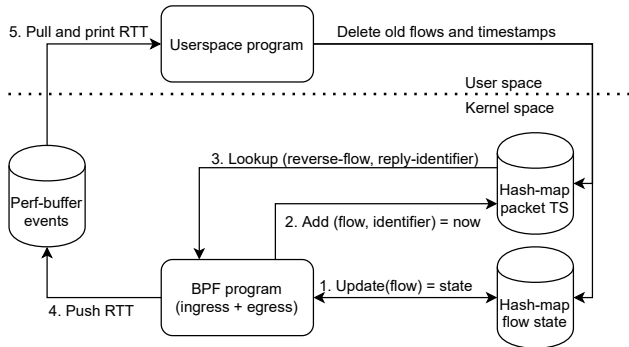 5. Pull and print RTT
Userspace program
Delete old flows and timestamps
User space
Kernel space
3. Lookup (reverse-flow, reply-identifier)
Perf-buffer
events
Hash-map
packet TS
2. Add (flow, identifier) = now
BPF program
(ingress + egress)
1. Update(flow) = state
4. Push RTT
Hash-map
flow state